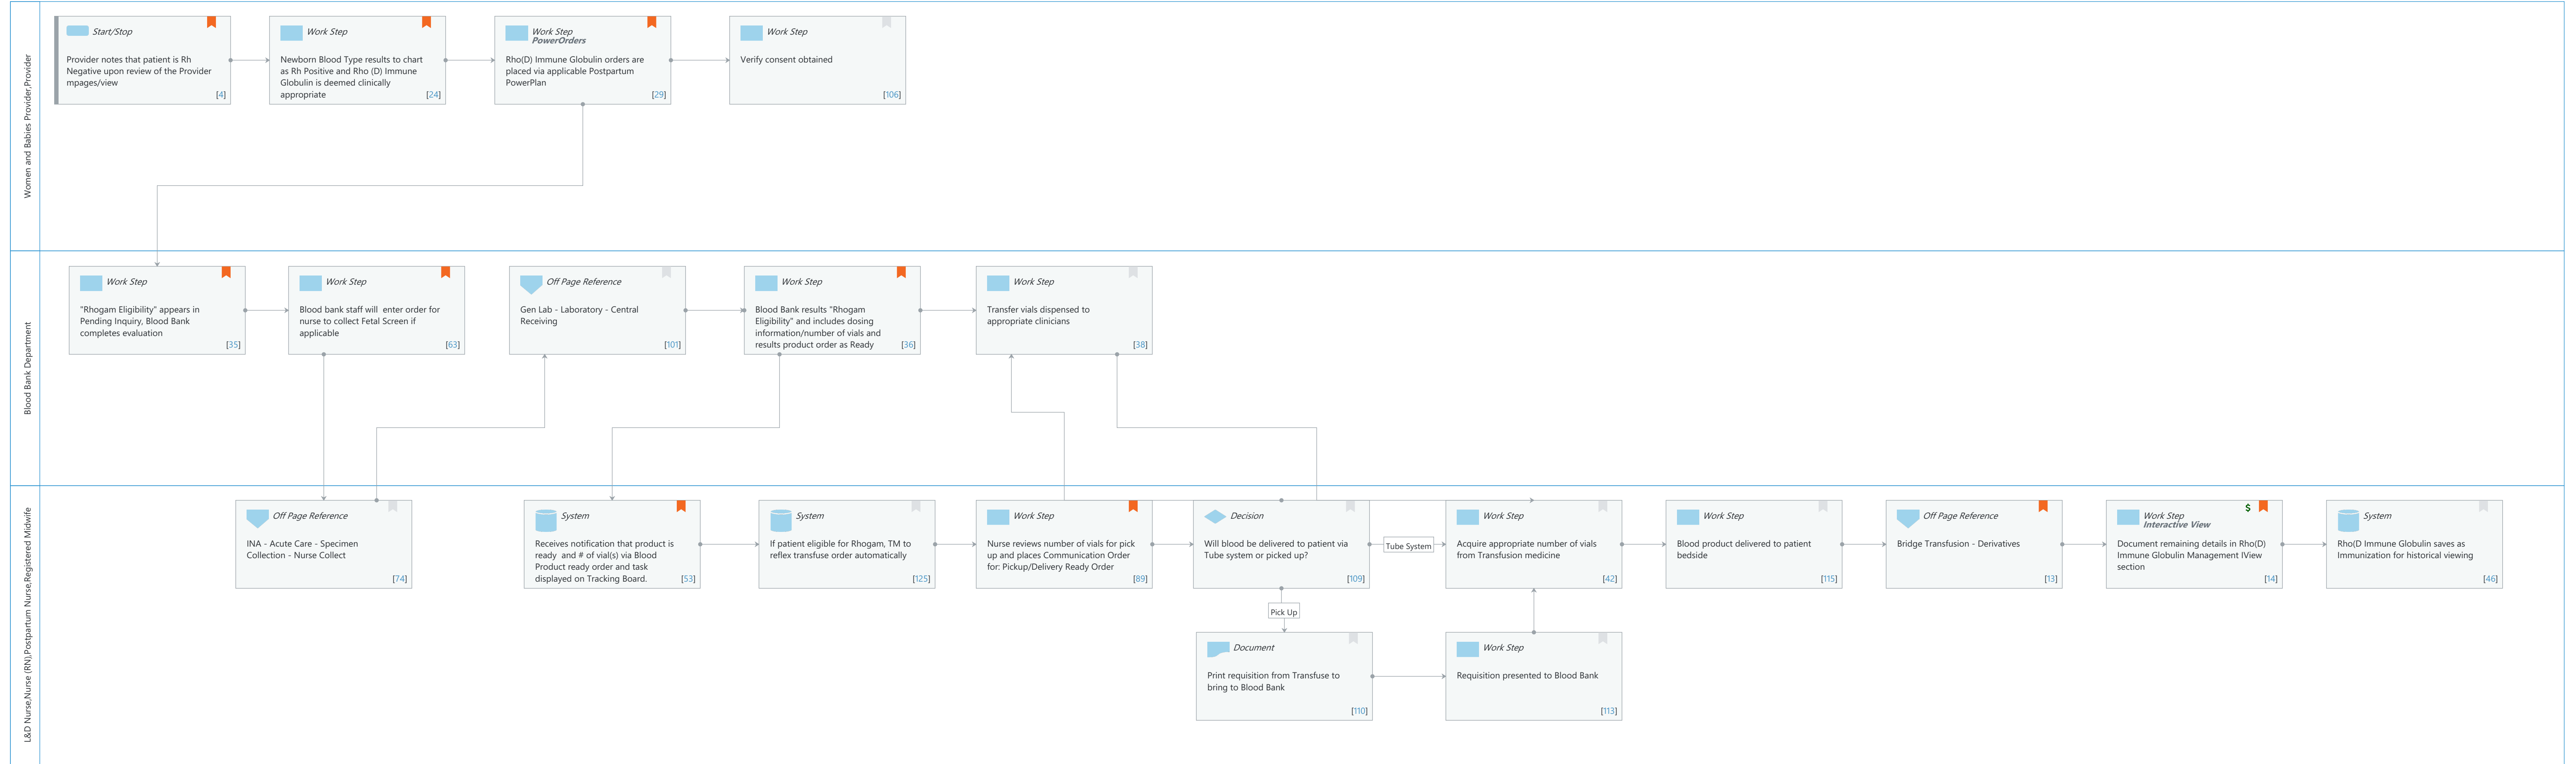 Women and Babies Provider,Provider
Start/Stop
Provider notes that patient is Rh
Negative upon review of the Provider
mpages/view
[4]
Work Step
Newborn Blood Type results to chart
as Rh Positive and Rho (D) Immune
Globulin is deemed clinically
appropriate
[24]
Work Step
PowerOrders
Rho(D) Immune Globulin orders are
placed via applicable Postpartum
PowerPlan
[29]
Work Step
Verify consent obtained
[106]
Blood Bank Department
Work Step
"Rhogam Eligibility" appears in
Pending Inquiry, Blood Bank
completes evaluation
[35]
Work Step
Blood bank staff will enter order for
nurse to collect Fetal Screen if
applicable
[63]
Off Page Reference
Gen Lab - Laboratory - Central
Receiving
[101]
Work Step
Blood Bank results "Rhogam
Eligibility" and includes dosing
information/number of vials and
results product order as Ready
[36]
Work Step
Transfer vials dispensed to
appropriate clinicians
[38]
L&D Nurse,Nurse (RN),Postpartum Nurse,Registered Midwife
Off Page Reference
INA - Acute Care - Specimen
Collection - Nurse Collect
[74]
System
Receives notification that product is
ready and # of vial(s) via Blood
Product ready order and task
displayed on Tracking Board.
[53]
System
If patient eligible for Rhogam, TM to
reflex transfuse order automatically
[125]
Work Step
Nurse reviews number of vials for pick
up and places Communication Order
for: Pickup/Delivery Ready Order
[89]
Decision
Will blood be delivered to patient via
Tube system or picked up?
[109]
Tube System
Work Step
Acquire appropriate number of vials
from Transfusion medicine
[42]
Work Step
Blood product delivered to patient
bedside
[115]
Off Page Reference
Bridge Transfusion - Derivatives
[13]
Work Step
Interactive View
$
Document remaining details in Rho(D)
Immune Globulin Management IView
section
[14]
System
Rho(D Immune Globulin saves as
Immunization for historical viewing
[46]
Pick Up
Document
Print requisition from Transfuse to
bring to Blood Bank
[110]
Work Step
Requisition presented to Blood Bank
[113]